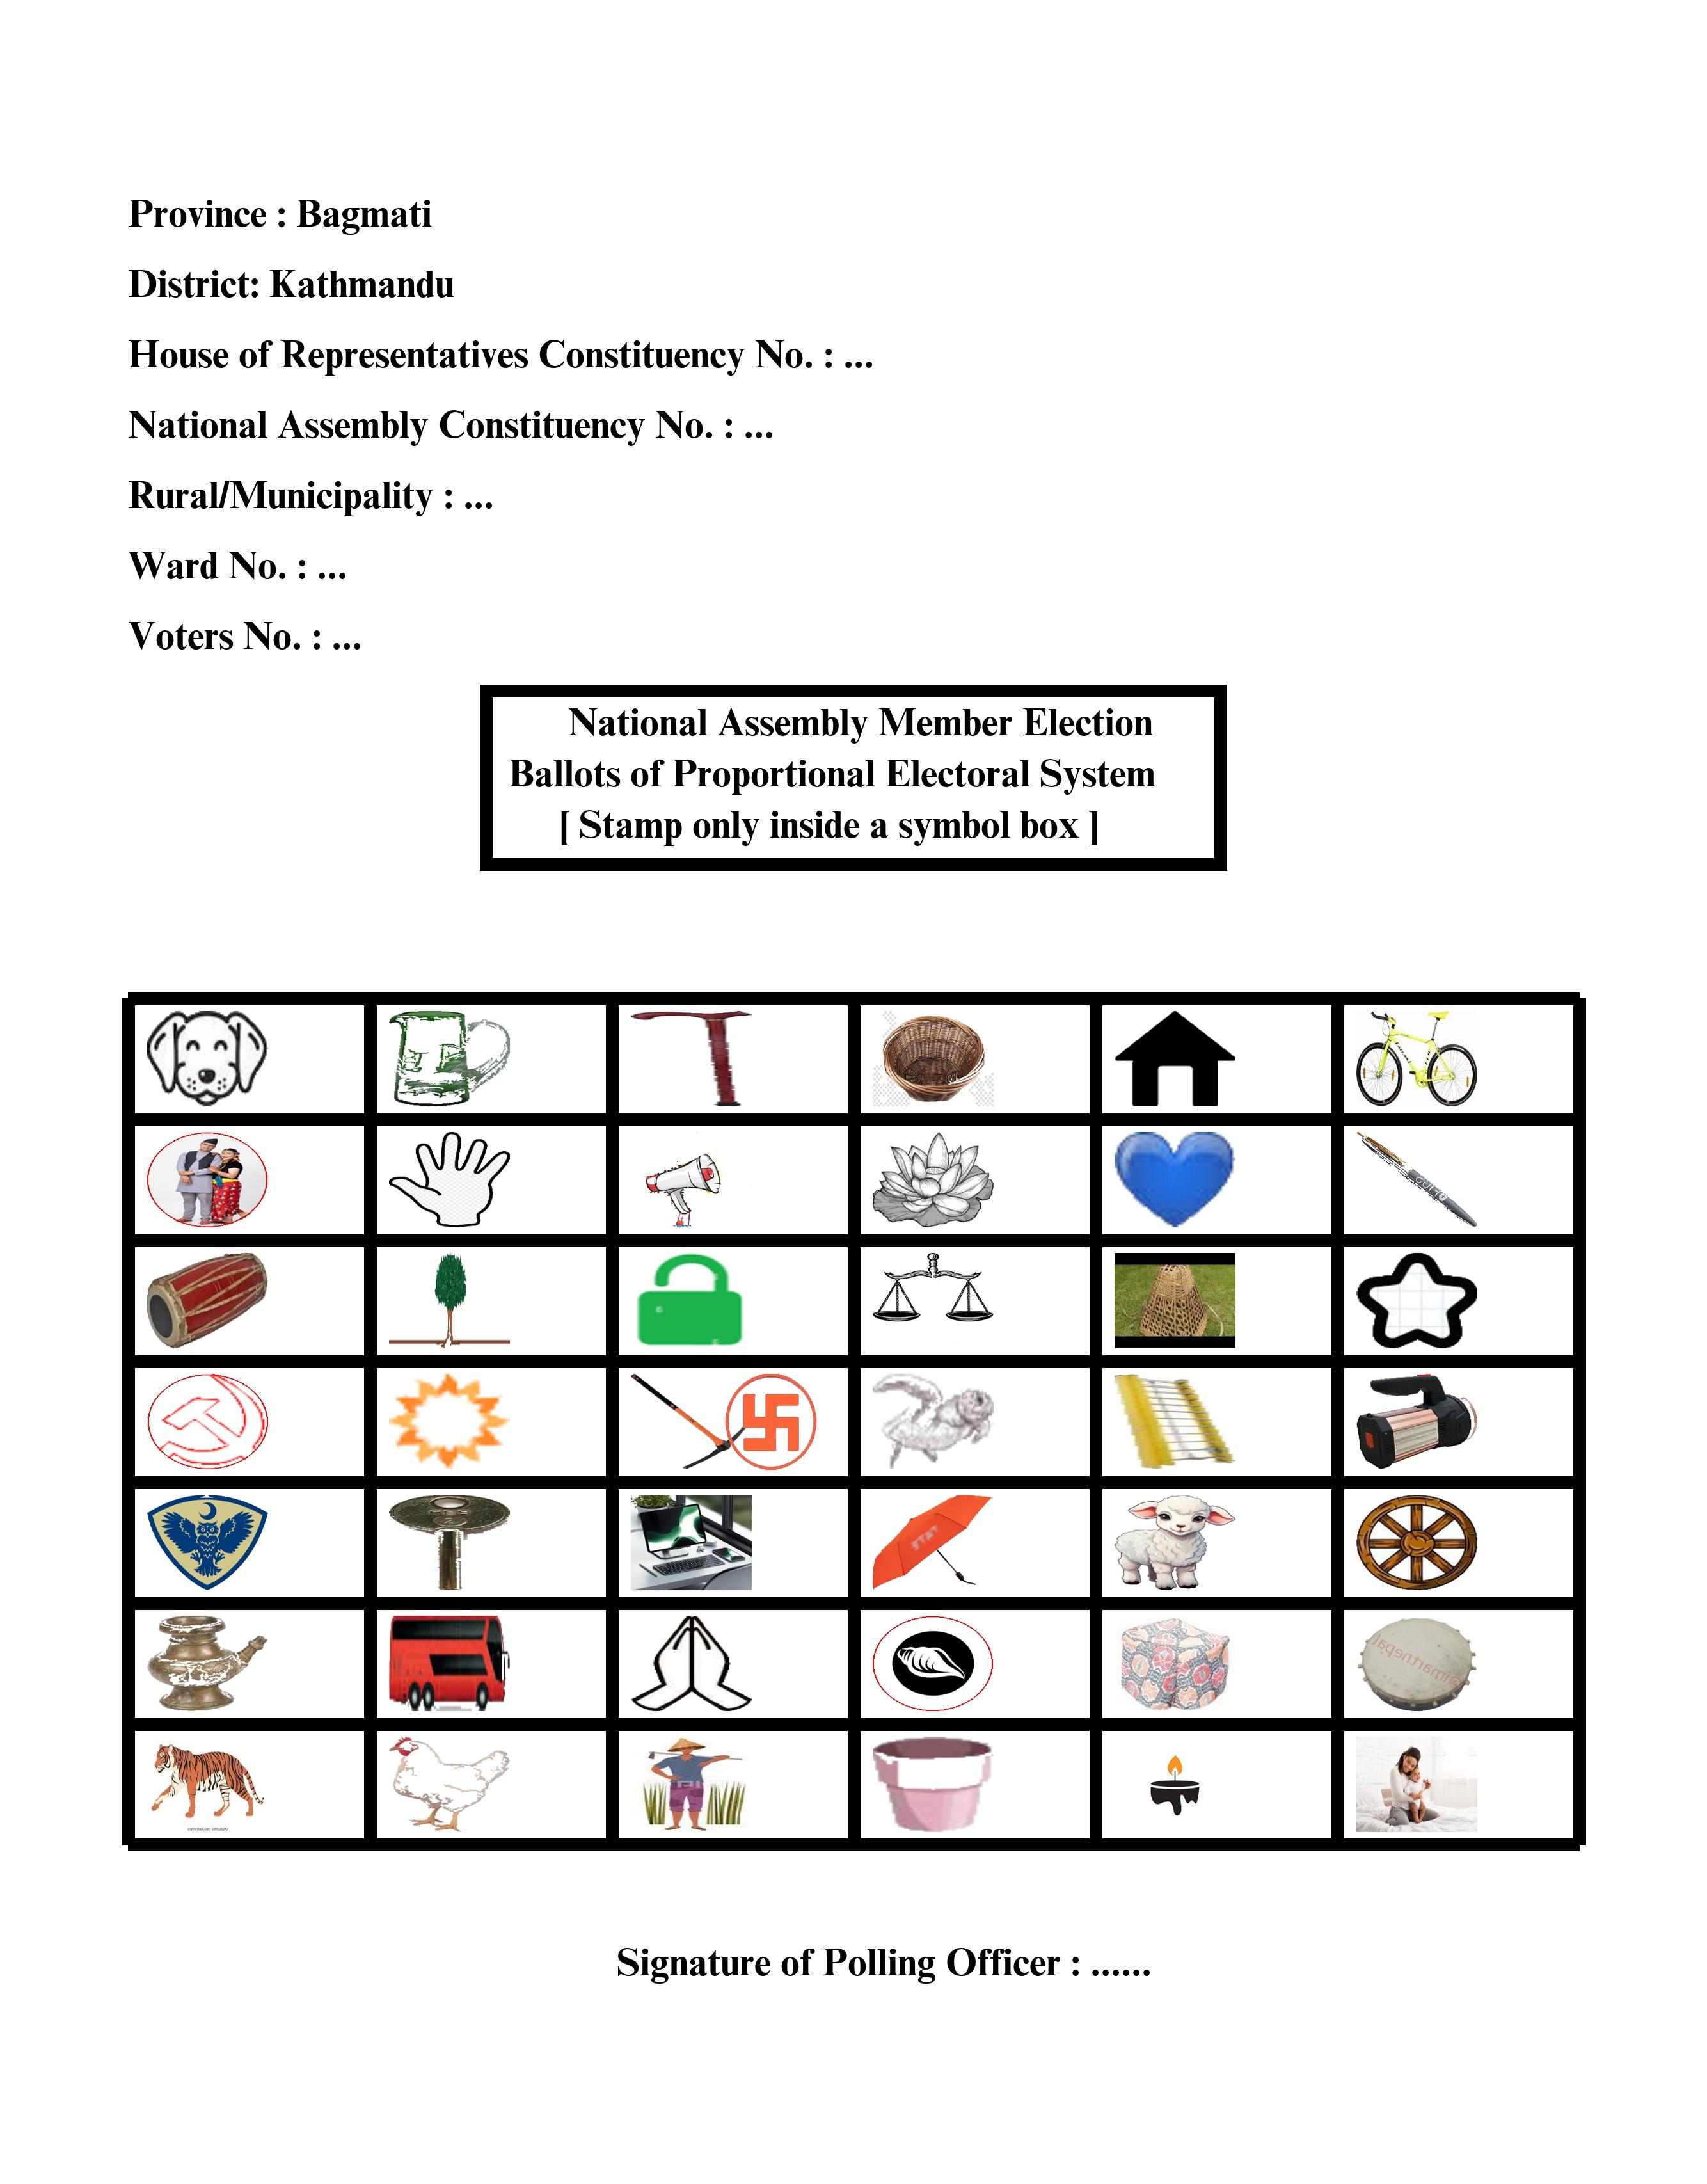 Province : Bagmati
District: Kathmandu
House of Representatives Constituency No. : ...
National Assembly Constituency No. : ...
Rural/Municipality : ...
Ward No. : ...
Voters No. : ...
National Assembly Member Election
Ballots of Proportional Electoral System
[ Stamp only inside a symbol box ]
Signature of Polling Officer : ......